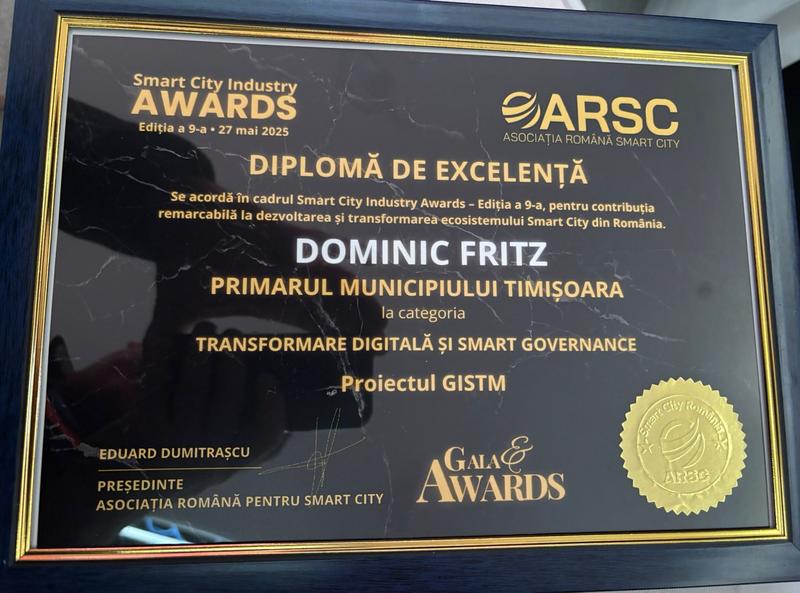 Smart City Industry
AWARDS
Ediția a 9-a • 27 mai 2025
ARSC
ASOCIAȚIA ROMÂNĂ SMART CITY
DIPLOMĂ DE EXCELENȚĂ
Se acordă în cadrul Smart City Industry Awards – Ediția a 9-a, pentru contribuția
remarcabilă la dezvoltarea și transformarea ecosistemului Smart City din România.
DOMINIC FRITZ
PRIMARUL MUNICIPIULUI TIMIȘOARA
la categoria
TRANSFORMARE DIGITALĂ ȘI SMART GOVERNANCE
Proiectul GISTM
EDUARD DUMITRAȘCU
PREȘEDINTE
ASOCIAȚIA ROMÂNĂ PENTRU SMART CITY
GALA &
AWARDS
Smart City România
ARSC